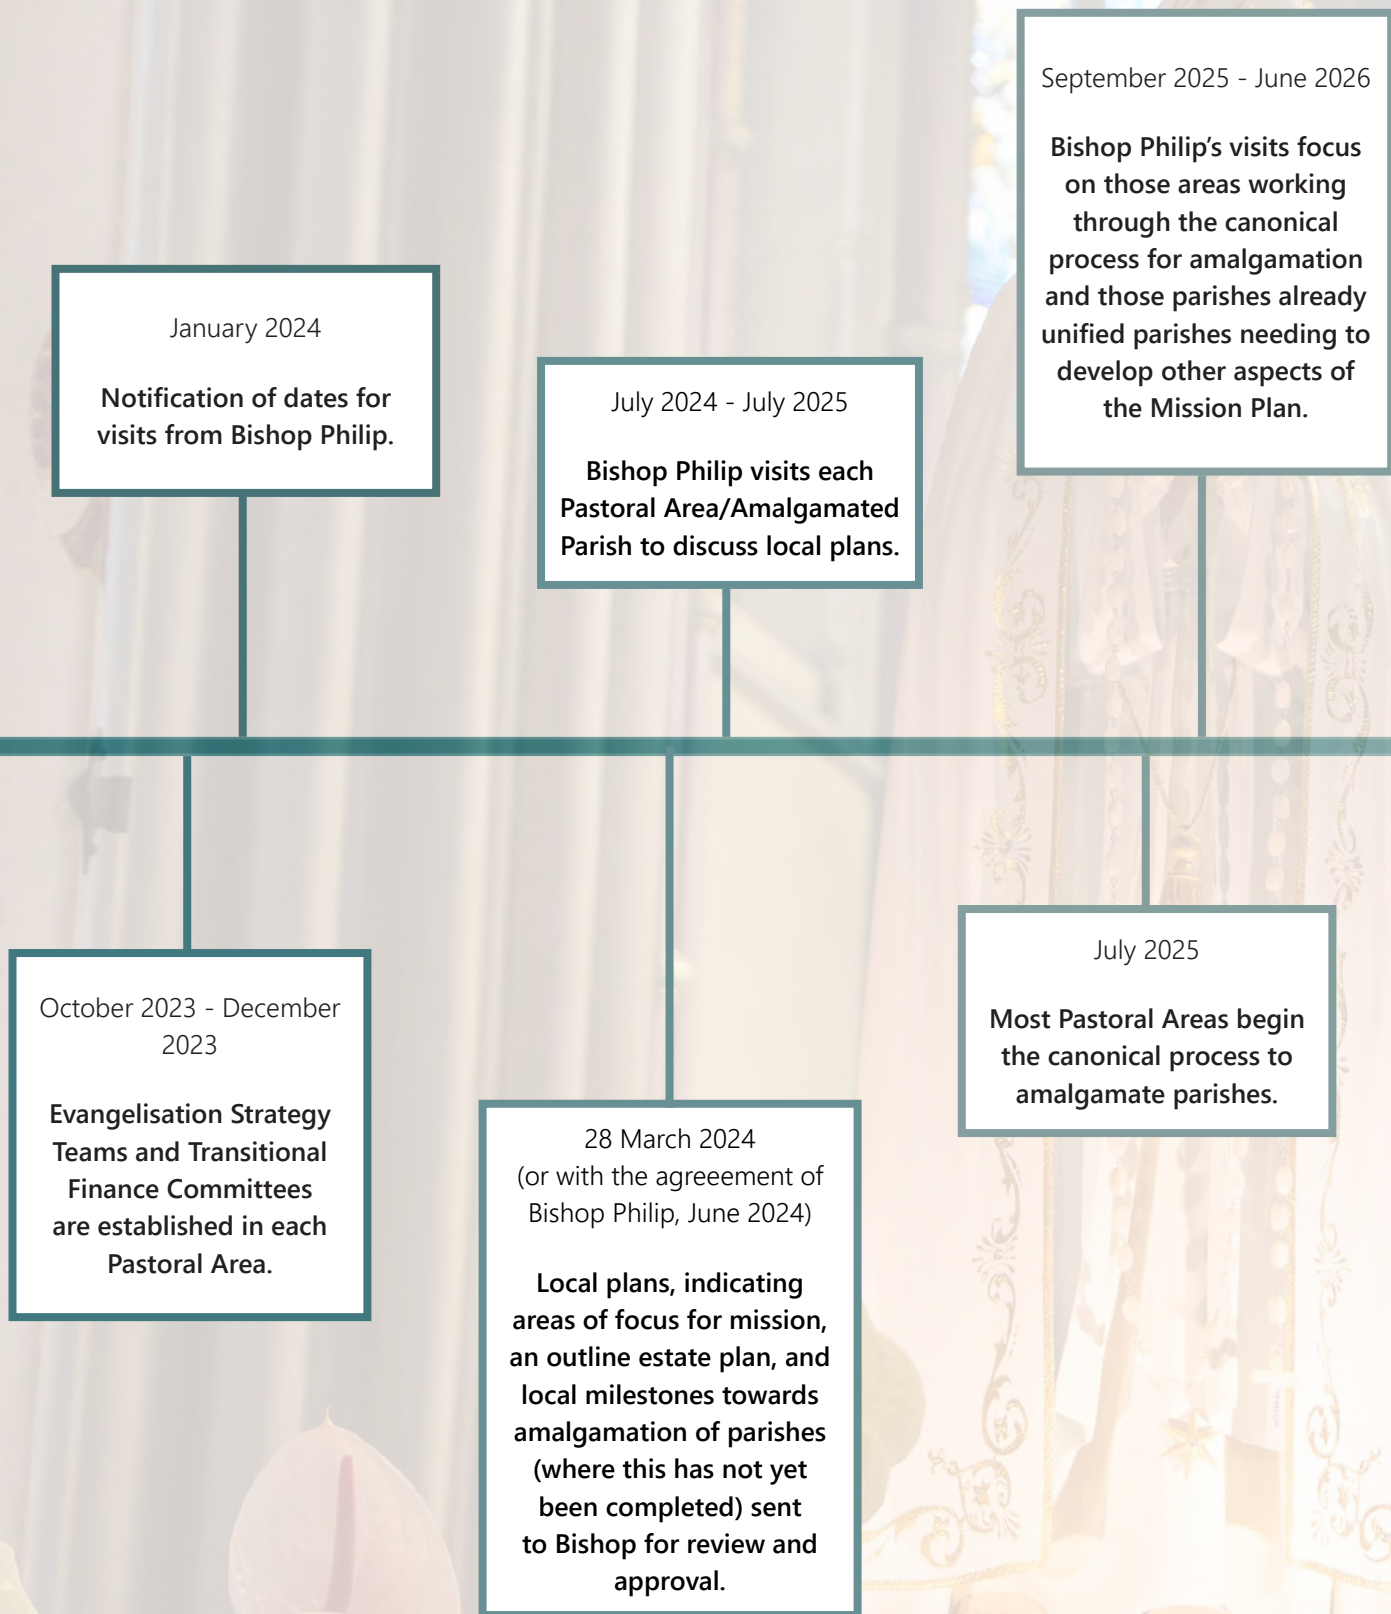 September 2025 - June 2026
Bishop Philip's visits focus
on those areas working
through the canonical
process for amalgamation
and those parishes already
unified parishes needing to
develop other aspects of
the Mission Plan.
January 2024
Notification of dates for
visits from Bishop Philip.
July 2024 - July 2025
Bishop Philip visits each
Pastoral Area/Amalgamated
Parish to discuss local plans.
October 2023 - December
2023
Evangelisation Strategy
Teams and Transitional
Finance Committees
are established in each
Pastoral Area.
28 March 2024
(or with the agreeement of
Bishop Philip, June 2024)
Local plans, indicating
areas of focus for mission,
an outline estate plan, and
local milestones towards
amalgamation of parishes
(where this has not yet
been completed) sent
to Bishop for review and
approval.
July 2025
Most Pastoral Areas begin
the canonical process to
amalgamate parishes.